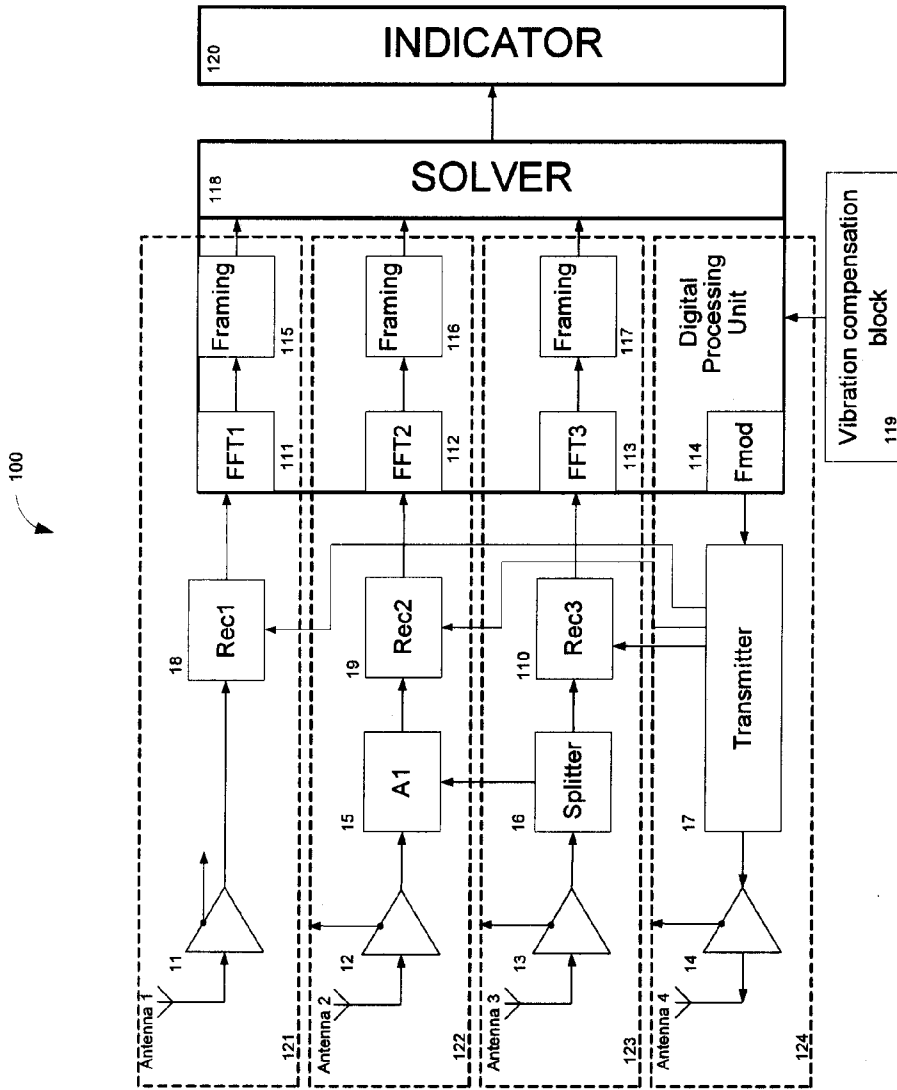 100
Antenna 1
11
18
Rec1
FFT1
111
Framing
115
121
Antenna 2
12
15
A1
19
Rec2
FFT2
112
Framing
116
122
Antenna 3
13
16
Splitter
110
Rec3
FFT3
113
Framing
117
123
Antenna 4
14
17
Transmitter
114
Fmod
Digital
Processing
Unit
124
118
SOLVER
120
INDICATOR
Vibration compensation
block
119